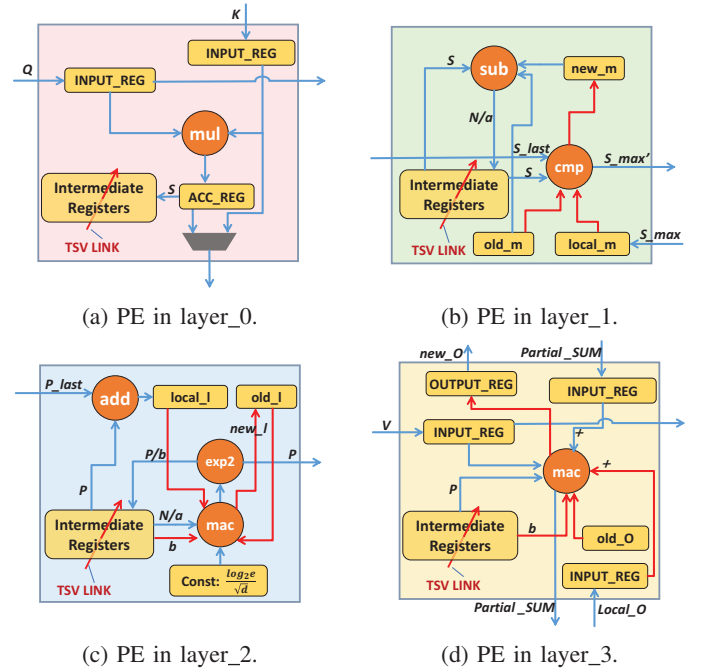 K
INPUT_REG
Q
INPUT_REG
mul
Intermediate
Registers
S
ACC_REG
TSV LINK
(a) PE in layer_0.
sub
new_m
S
N/a
S_last
S_max'
cmp
Intermediate
Registers
S
TSV LINK
old_m
local_m
S_max
(b) PE in layer_1.
P_last
add
local_l
old_l
new_l
P/b
exp2
P
P
Intermediate
Registers
N/a
b
mac
TSV LINK
Const: log₂e/√d
(c) PE in layer_2.
new_O
Partial _SUM
OUTPUT_REG
INPUT_REG
V
INPUT_REG
+
mac
+
P
Intermediate
Registers
b
old_O
TSV LINK
INPUT_REG
Partial _SUM
Local_O
(d) PE in layer_3.